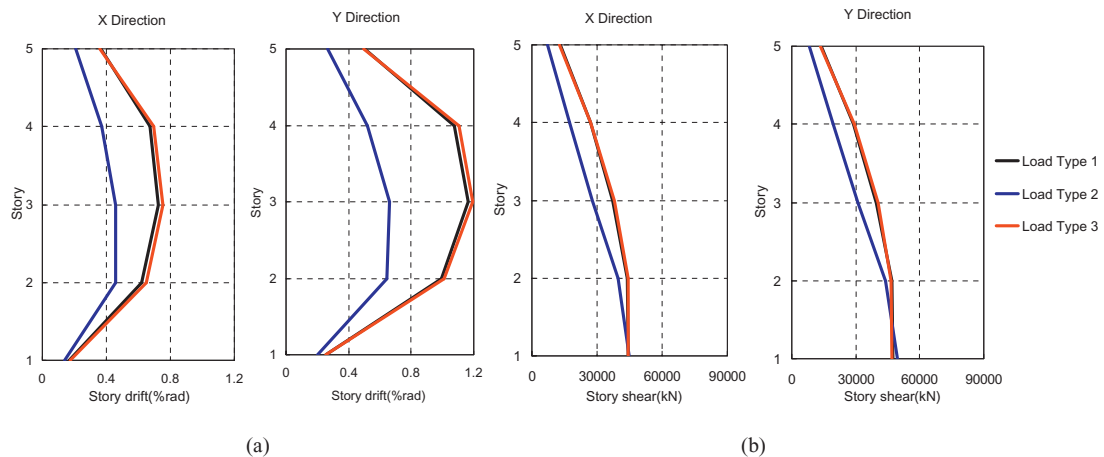 X Direction
5
4
3
2
1
Story
0
0.4
0.8
1.2
Story drift(%rad)
Y Direction
5
4
3
2
1
Story
0
0.4
0.8
1.2
Story drift(%rad)
(a)
X Direction
5
4
3
2
1
Story
0
30000
60000
90000
Story shear(kN)
Y Direction
5
4
3
2
1
Story
0
30000
60000
90000
Story shear(kN)
(b)
Load Type 1
Load Type 2
Load Type 3